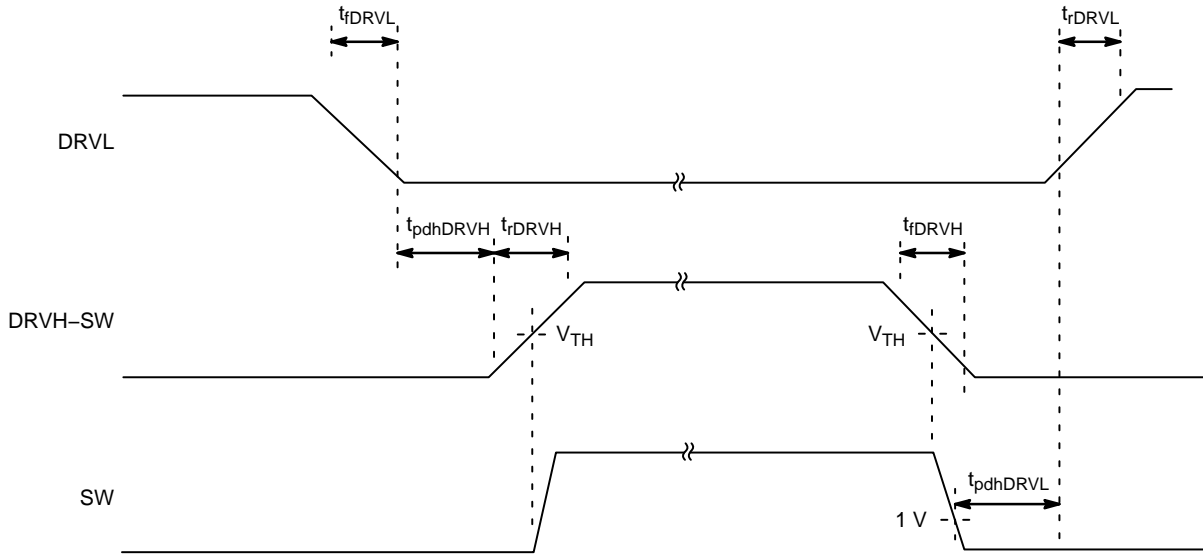 tfDRVL
trDRVL
DRVL
tpdhDRVH
trDRVH
tfDRVH
DRVH–SW
VTH
VTH
SW
tpdhDRVL
1 V